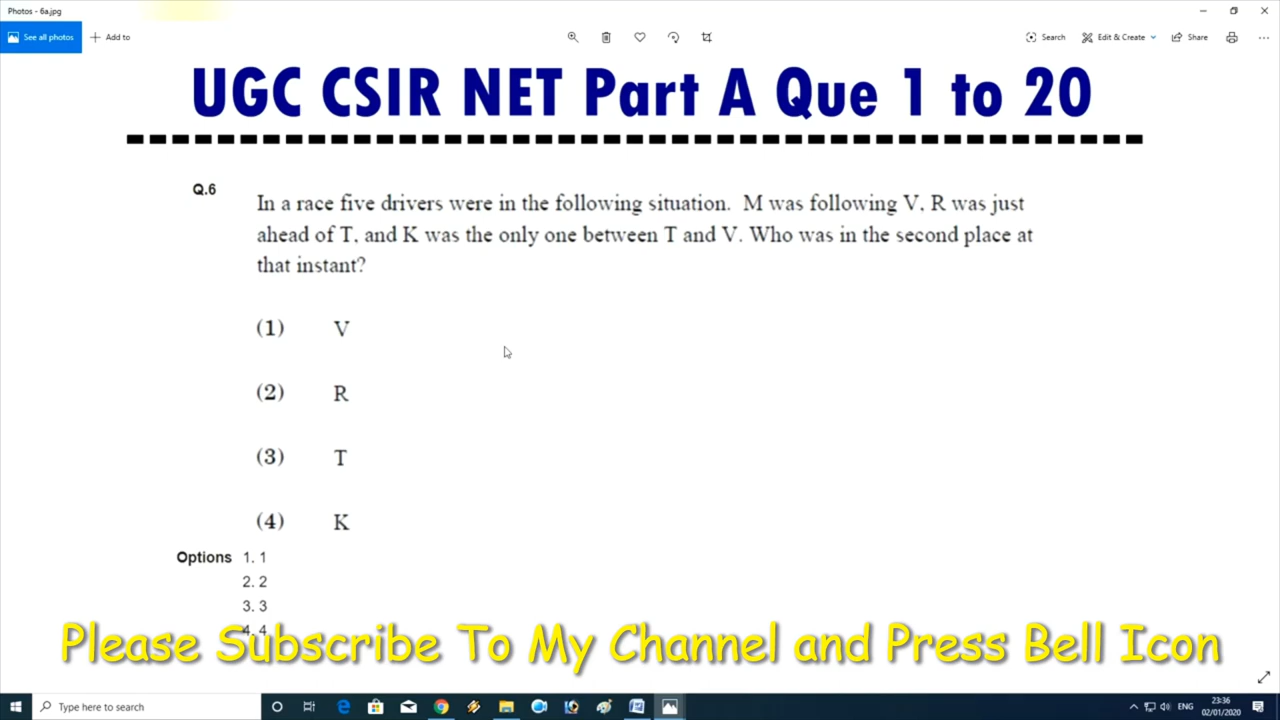 Photos - 6a.jpg
See all photos
Add to
Search
Edit & Create
Share
UGC CSIR NET Part A Que 1 to 20
Q.6
In a race five drivers were in the following situation. M was following V, R was just
ahead of T, and K was the only one between T and V. Who was in the second place at
that instant?
(1) V
(2) R
(3) T
(4) K
Options 1. 1
2. 2
3. 3
4. 4
Please Subscribe To My Channel and Press Bell Icon
Type here to search
ENG
23:36
02/01/2020